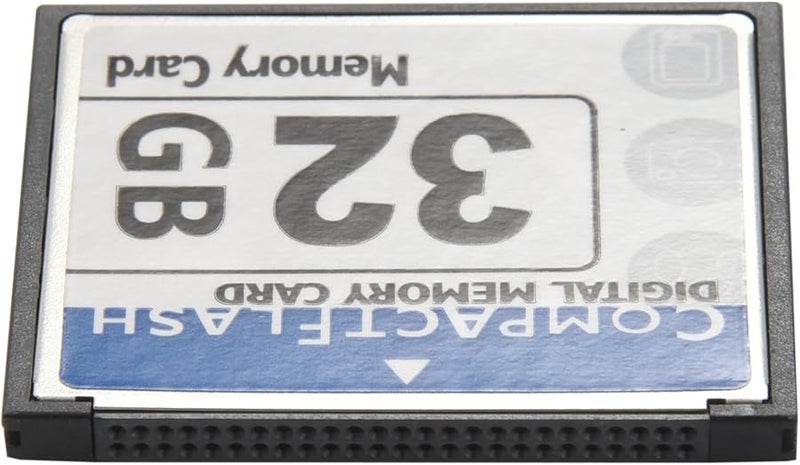 COMPACTFLASH
DIGITAL MEMORY CARD
32 GB
Memory Card